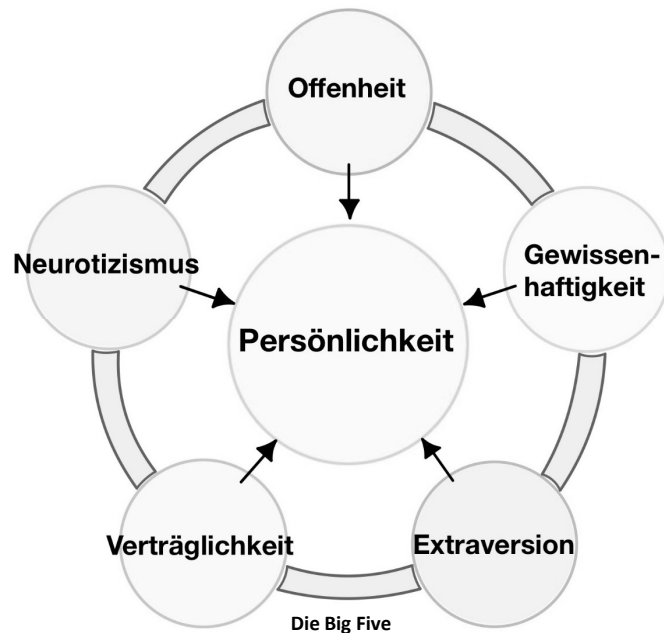 Offenheit
Neurotizismus
Gewissen-
haftigkeit
Persönlichkeit
Verträglichkeit
Extraversion
Die Big Five